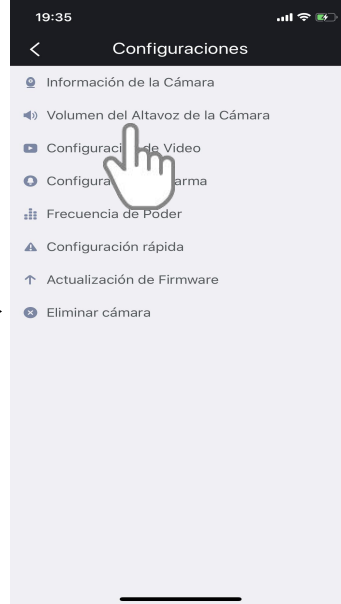 19:35
Configuraciones
Información de la Cámara
Volumen del Altavoz de la Cámara
de Video
Frecuencia de Poder
Configuración rápida
Actualización de Firmware
Eliminar cámara